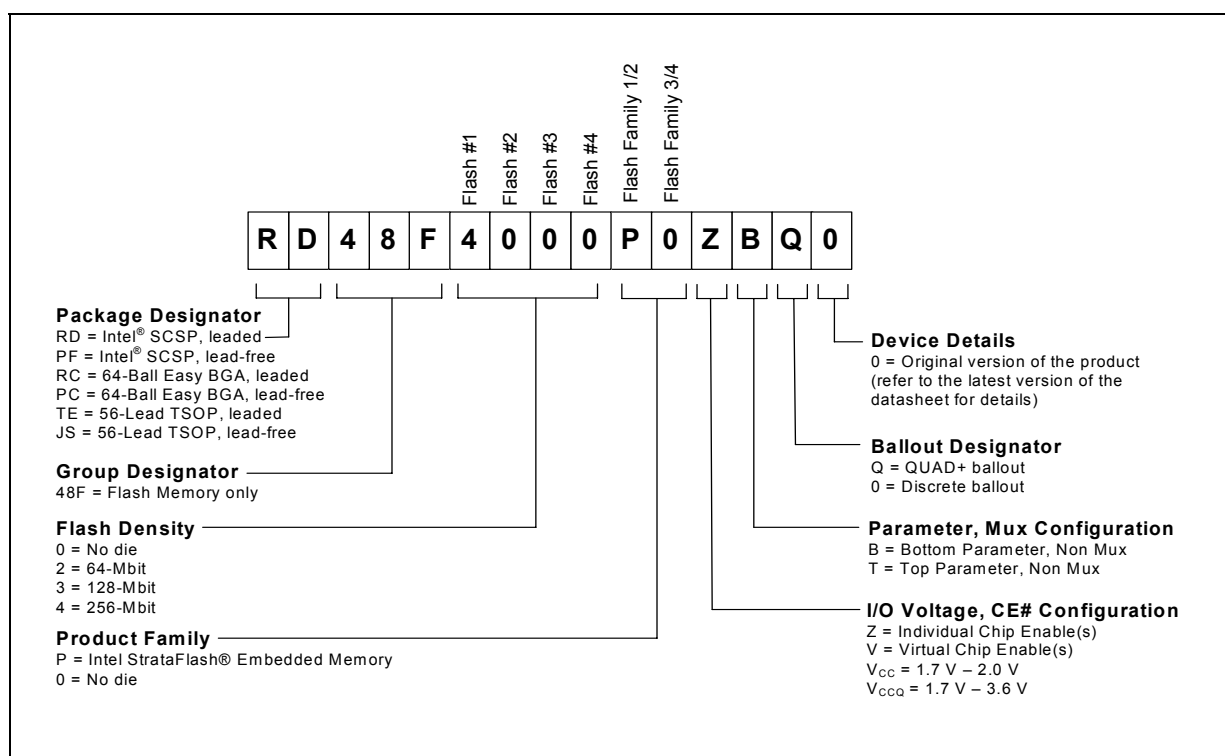 Flash #1
Flash #2
Flash #3
Flash #4
Flash Family 1/2
Flash Family 3/4
R D 4 8 F 4 0 0 0 P 0 Z B Q 0
Package Designator
RD = Intel® SCSP, leaded
PF = Intel® SCSP, lead-free
RC = 64-Ball Easy BGA, leaded
PC = 64-Ball Easy BGA, lead-free
TE = 56-Lead TSOP, leaded
JS = 56-Lead TSOP, lead-free
Group Designator
48F = Flash Memory only
Flash Density
0 = No die
2 = 64-Mbit
3 = 128-Mbit
4 = 256-Mbit
Product Family
P = Intel StrataFlash® Embedded Memory
0 = No die
Device Details
0 = Original version of the product
(refer to the latest version of the
datasheet for details)
Ballout Designator
Q = QUAD+ ballout
0 = Discrete ballout
Parameter, Mux Configuration
B = Bottom Parameter, Non Mux
T = Top Parameter, Non Mux
I/O Voltage, CE# Configuration
Z = Individual Chip Enable(s)
V = Virtual Chip Enable(s)
VCC = 1.7 V – 2.0 V
VCCQ = 1.7 V – 3.6 V